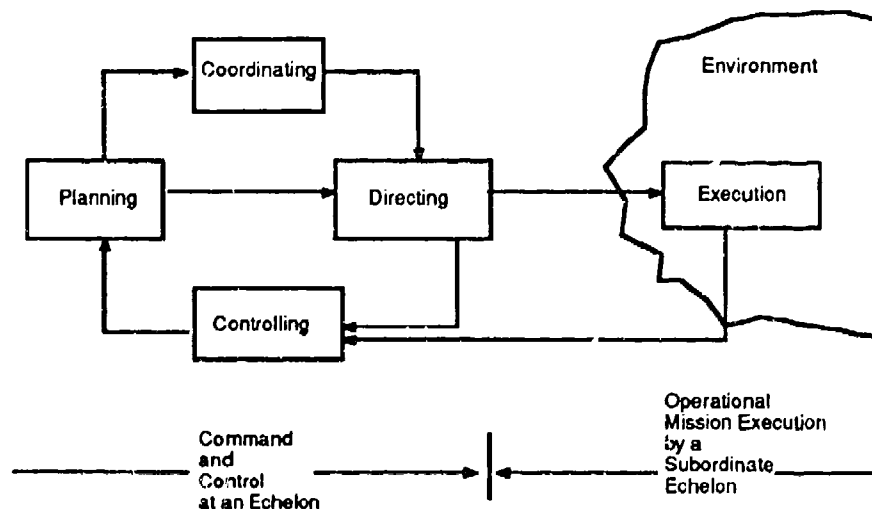 Coordinating
Environment
Planning
Directing
Execution
Controlling
Command
and
Control
at an Echelon
Operational
Mission Execution
by a
Subordinate
Echelon